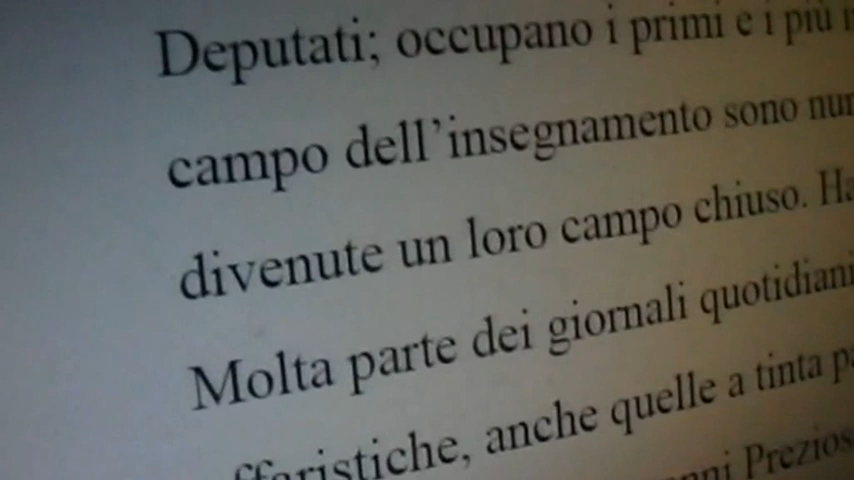 Deputati; occupano i primi e i più
campo dell'insegnamento sono
divenute un loro campo chiuso.
Molta parte dei giornali quotidiani
anche quelle a tinta